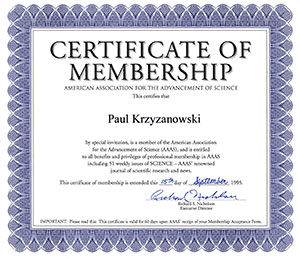 CERTIFICATE OF
MEMBERSHIP
AMERICAN ASSOCIATION FOR THE ADVANCEMENT OF SCIENCE
This certifies that
Paul Krzyzanowski
by special invitation, is a member of the American Association
for the Advancement of Science (AAAS), and is entitled
to all benefits and privileges of professional membership in AAAS
including 51 weekly issues of SCIENCE – AAAS' renowned
journal of scientific research and news.
This certificate of membership is extended this 15th day of September, 1995.
Richard S. Nicholson
Richard S. Nicholson
Executive Director
IMPORTANT: Please read this: This certificate is valid for 60 days upon AAAS' receipt of your Membership Acceptance Form.